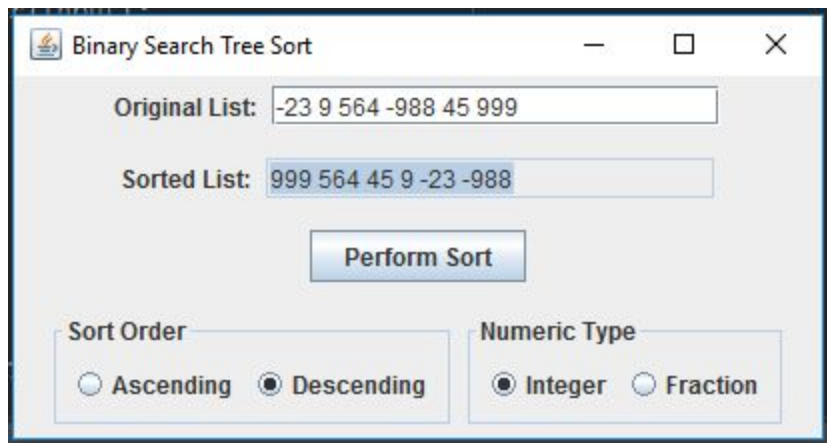 Binary Search Tree Sort
Original List: -23 9 564 -988 45 999
Sorted List: 999 564 45 9 -23 -988
Perform Sort
Sort Order
Ascending Descending
Numeric Type
Integer Fraction